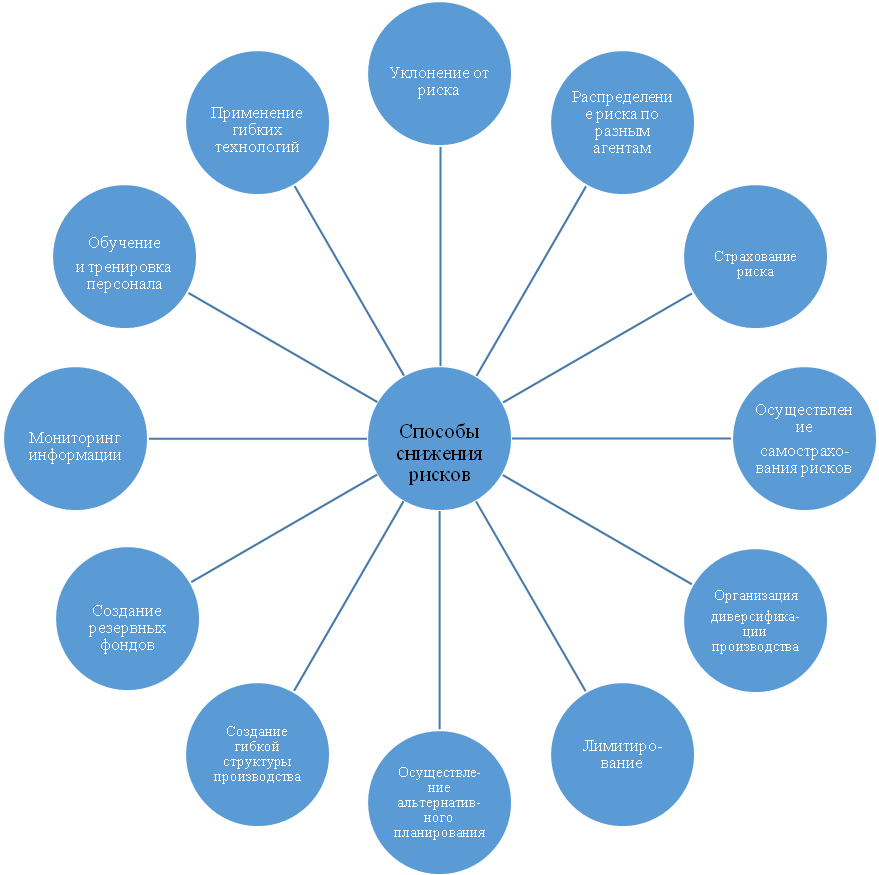 Уклонение от
риска
Распределени
е риска по
разным
агентам
Страхование
риска
Осуществлен
ие
самострахо-
вания рисков
Организация
диверсифика-
ции
производства
Лимитиро-
вание
Осуществле-
ние
альтернатив-
ного
планирования
Создание
гибкой
структуры
производства
Создание
резервных
фондов
Мониторинг
информации
Обучение
и тренировка
персонала
Применение
гибких
технологий
Способы
снижения
рисков